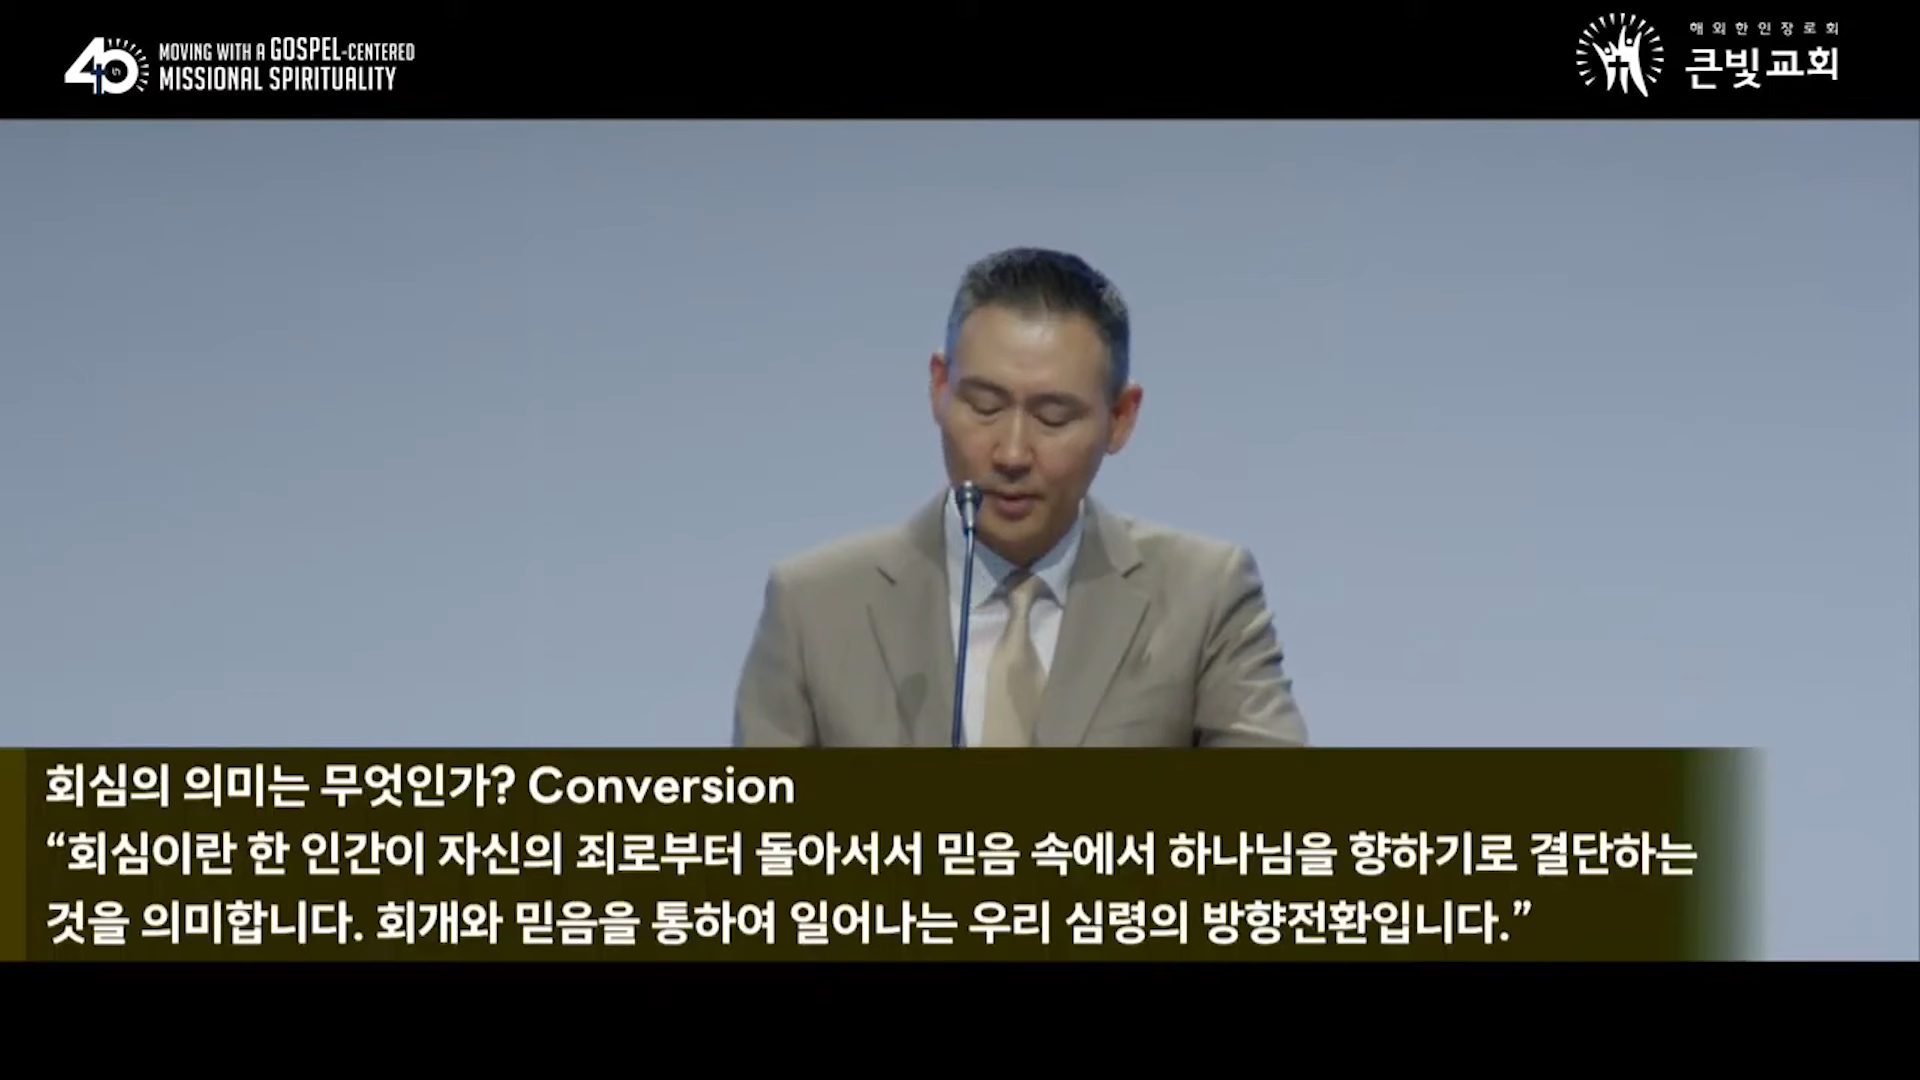 40th
MOVING WITH A GOSPEL-CENTERED
MISSIONAL SPIRITUALITY
해외한인장로회
큰빛교회
회심의 의미는 무엇인가? Conversion
“회심이란 한 인간이 자신의 죄로부터 돌아서서 믿음 속에서 하나님을 향하기로 결단하는
것을 의미합니다. 회개와 믿음을 통하여 일어나는 우리 심령의 방향전환입니다.”